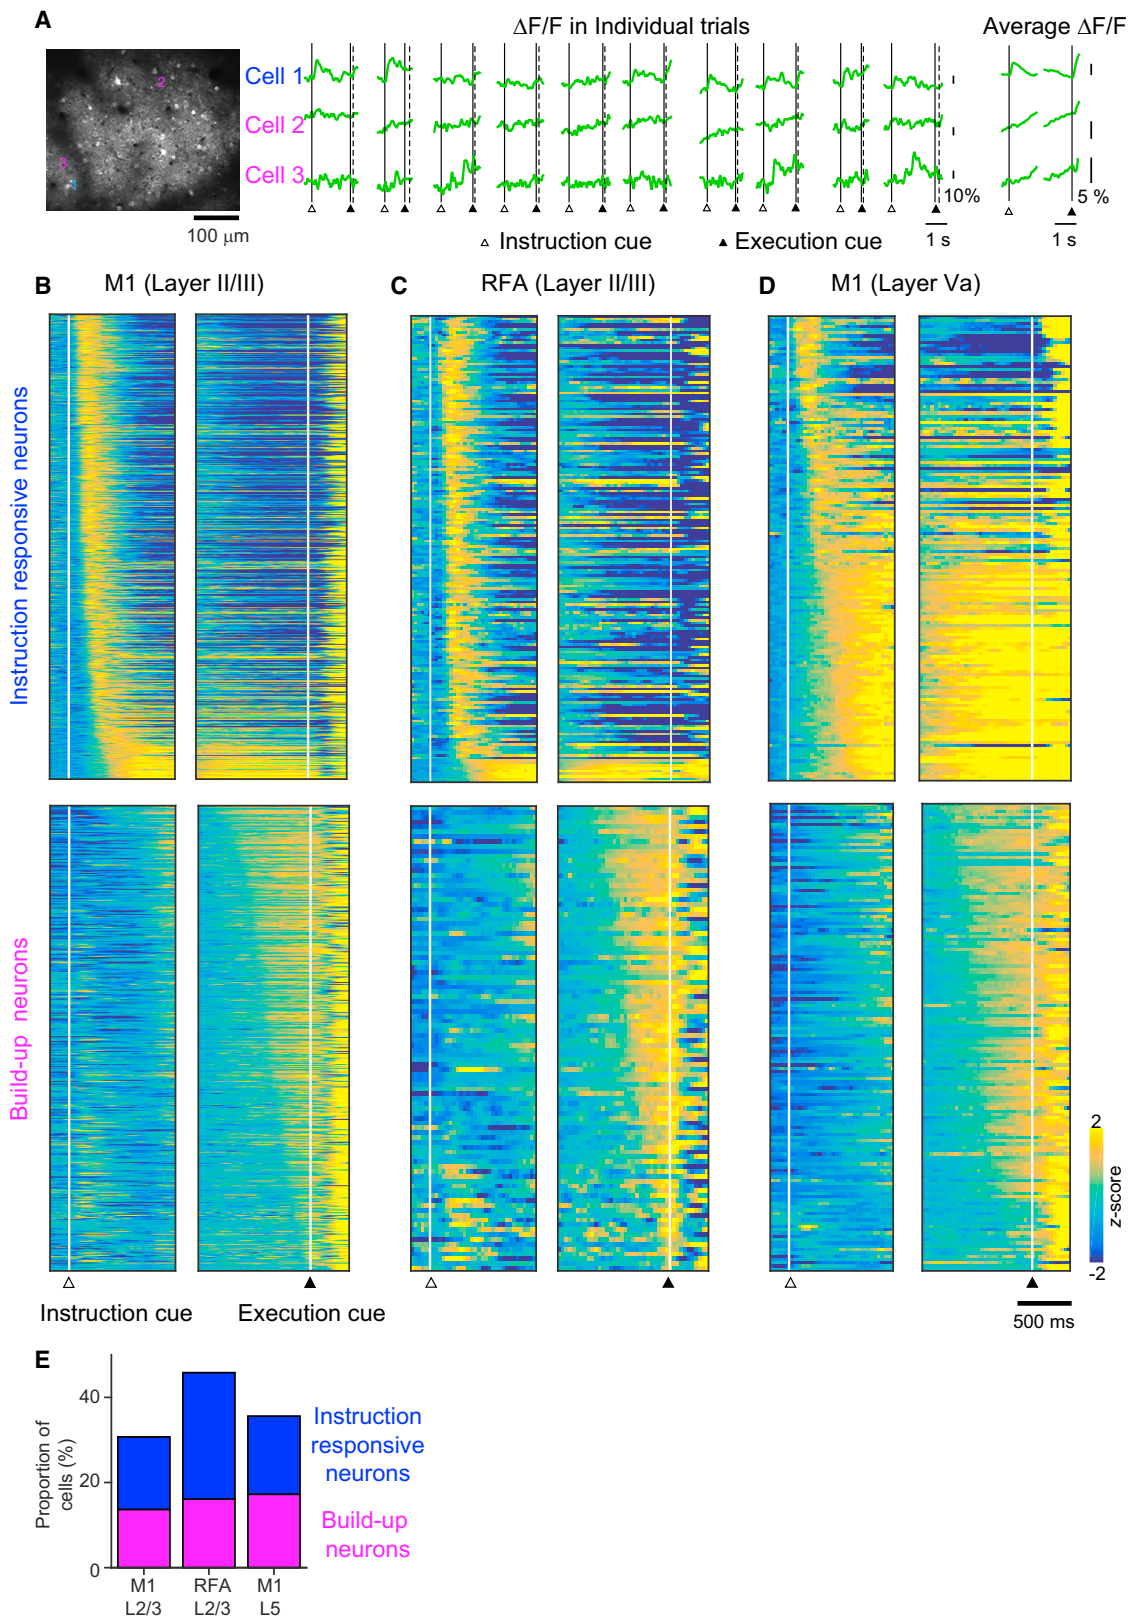 A
ΔF/F in Individual trials
Average ΔF/F
Cell 1
Cell 2
Cell 3
2
3
1
10%
5 %
100 µm
△ Instruction cue
▲ Execution cue
1 s
1 s
B
M1 (Layer II/III)
C
RFA (Layer II/III)
D
M1 (Layer Va)
Instruction responsive neurons
Build-up neurons
2
z-score
-2
Instruction cue
Execution cue
500 ms
E
Proportion of
cells (%)
40
20
0
M1
L2/3
RFA
L2/3
M1
L5
Instruction
responsive
neurons
Build-up
neurons